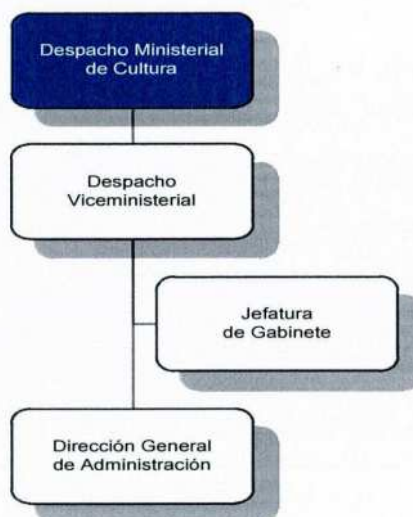 Despacho Ministerial
de Cultura
Despacho
Viceministerial
Jefatura
de Gabinete
Dirección General
de Administración